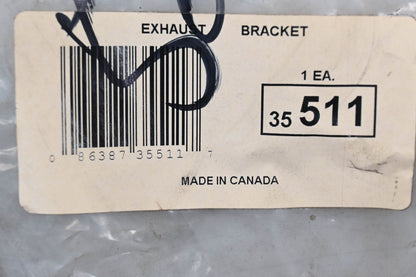 EXHAUST BRACKET
1 EA.
35 511
0 86387 35511 7
MADE IN CANADA